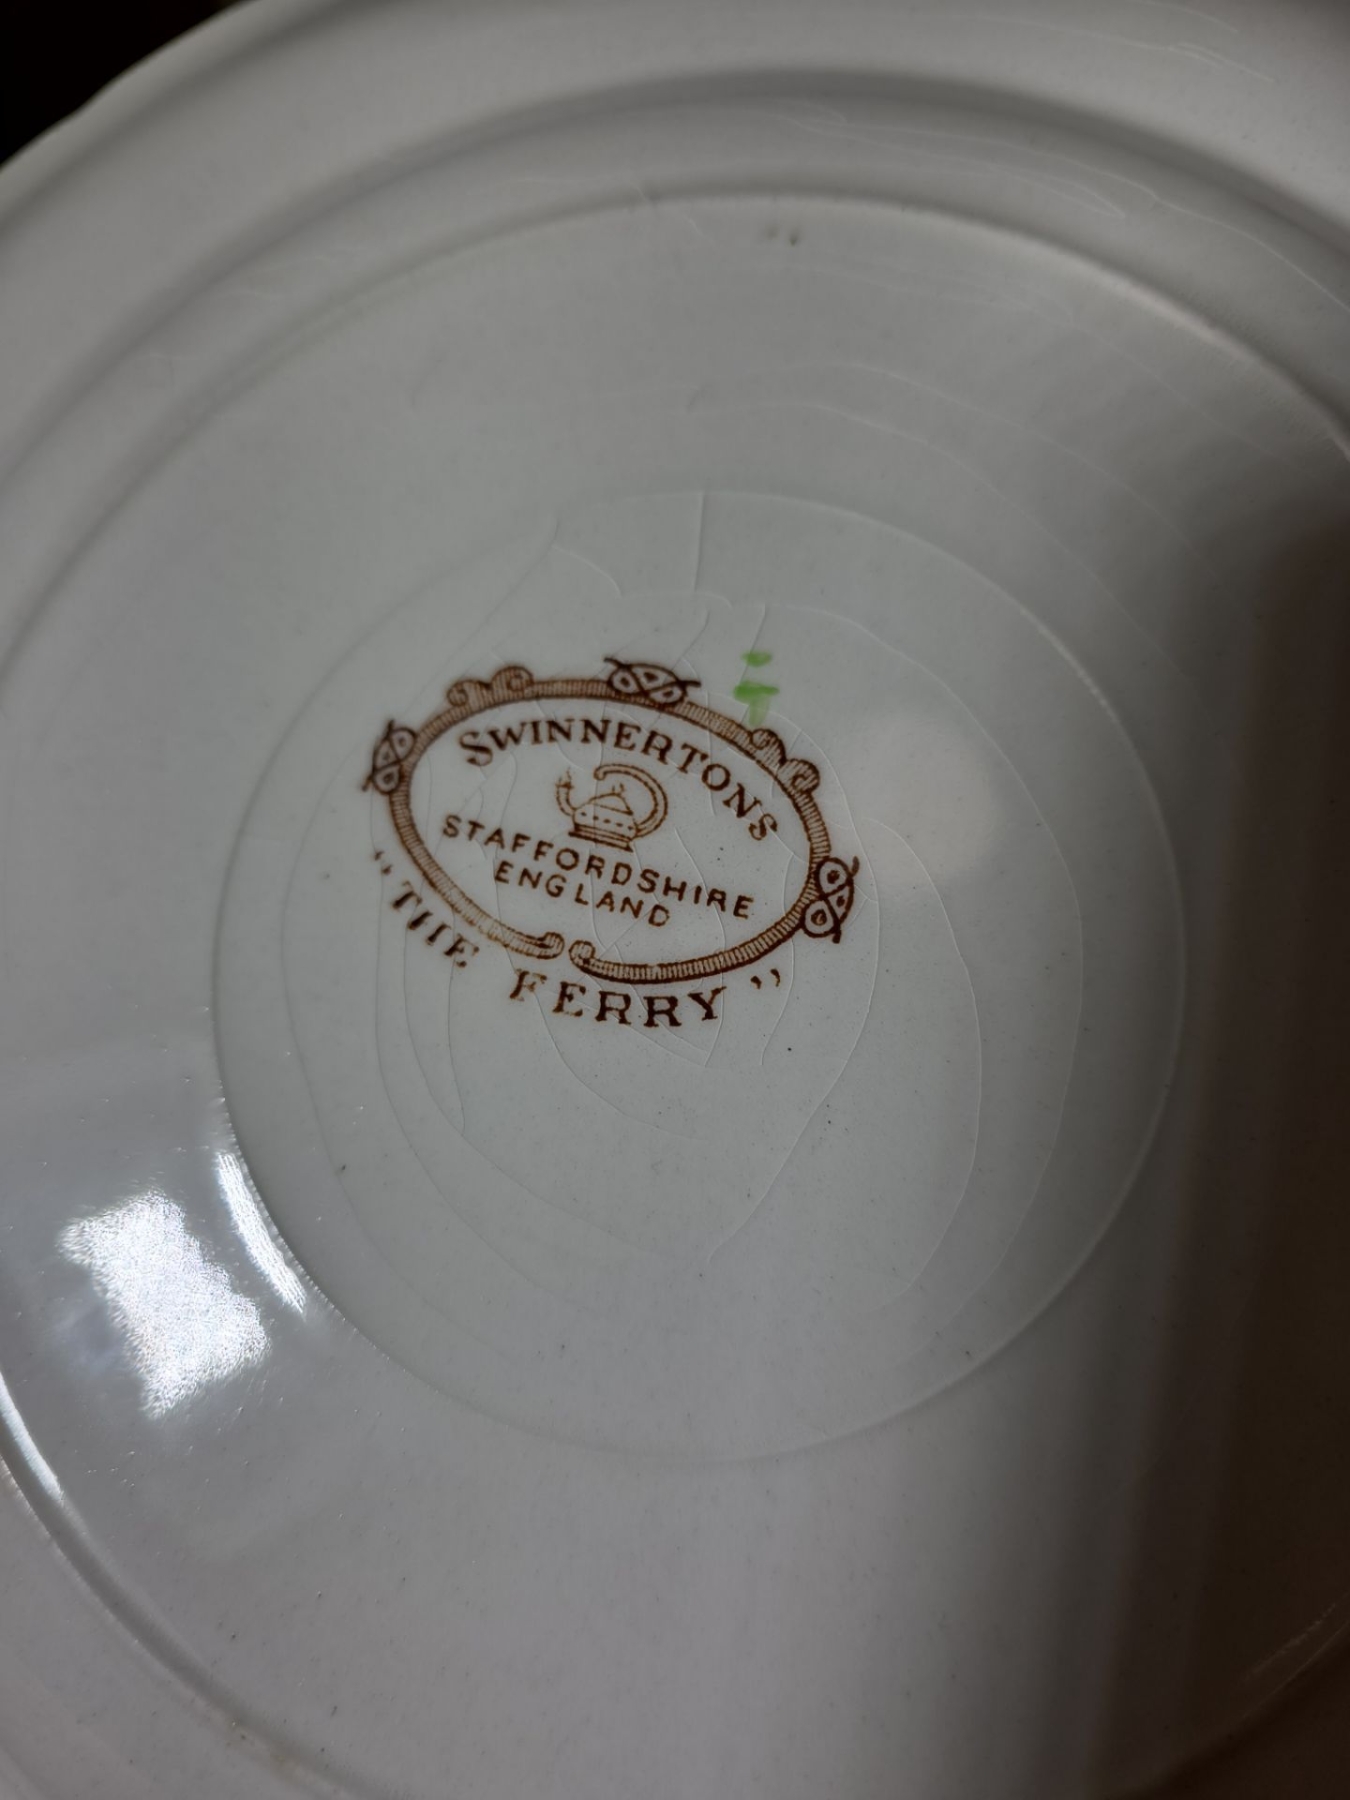 SWINNERTONS
STAFFORDSHIRE
ENGLAND
"THE FERRY"